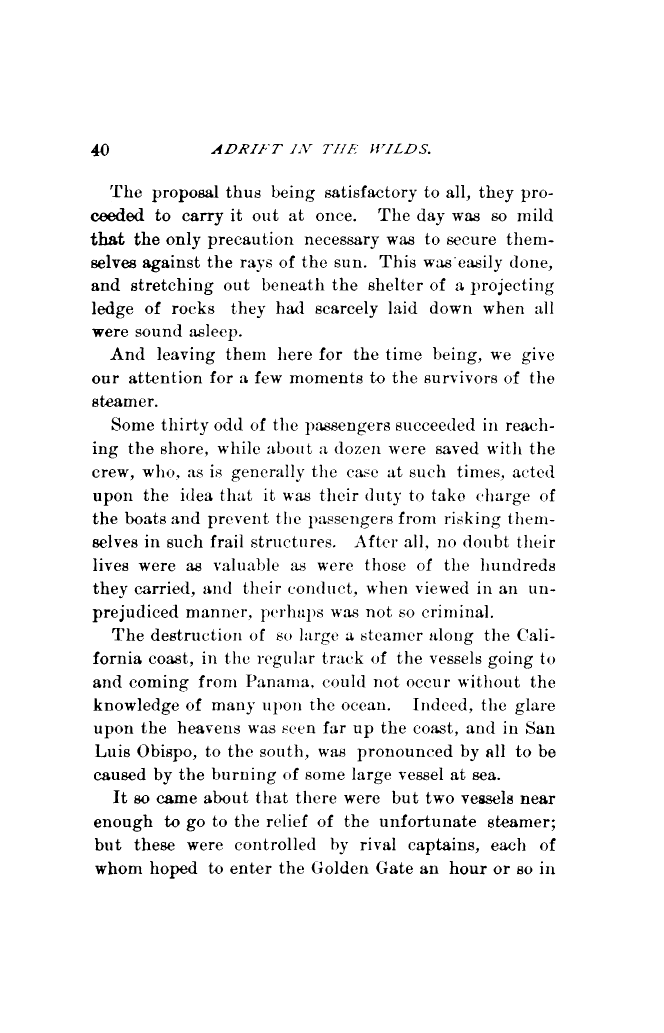 40 ADRIFT IN THE WILDS.
The proposal thus being satisfactory to all, they pro-
ceeded to carry it out at once. The day was so mild
that the only precaution necessary was to secure them-
selves against the rays of the sun. This was easily done,
and stretching out beneath the shelter of a projecting
ledge of rocks they had scarcely laid down when all
were sound asleep.
And leaving them here for the time being, we give
our attention for a few moments to the survivors of the
steamer.
Some thirty odd of the passengers succeeded in reach-
ing the shore, while about a dozen were saved with the
crew, who, as is generally the case at such times, acted
upon the idea that it was their duty to take charge of
the boats and prevent the passengers from risking them-
selves in such frail structures. After all, no doubt their
lives were as valuable as were those of the hundreds
they carried, and their conduct, when viewed in an un-
prejudiced manner, perhaps was not so criminal.
The destruction of so large a steamer along the Cali-
fornia coast, in the regular track of the vessels going to
and coming from Panama, could not occur without the
knowledge of many upon the ocean. Indeed, the glare
upon the heavens was seen far up the coast, and in San
Luis Obispo, to the south, was pronounced by all to be
caused by the burning of some large vessel at sea.
It so came about that there were but two vessels near
enough to go to the relief of the unfortunate steamer;
but these were controlled by rival captains, each of
whom hoped to enter the Golden Gate an hour or so in